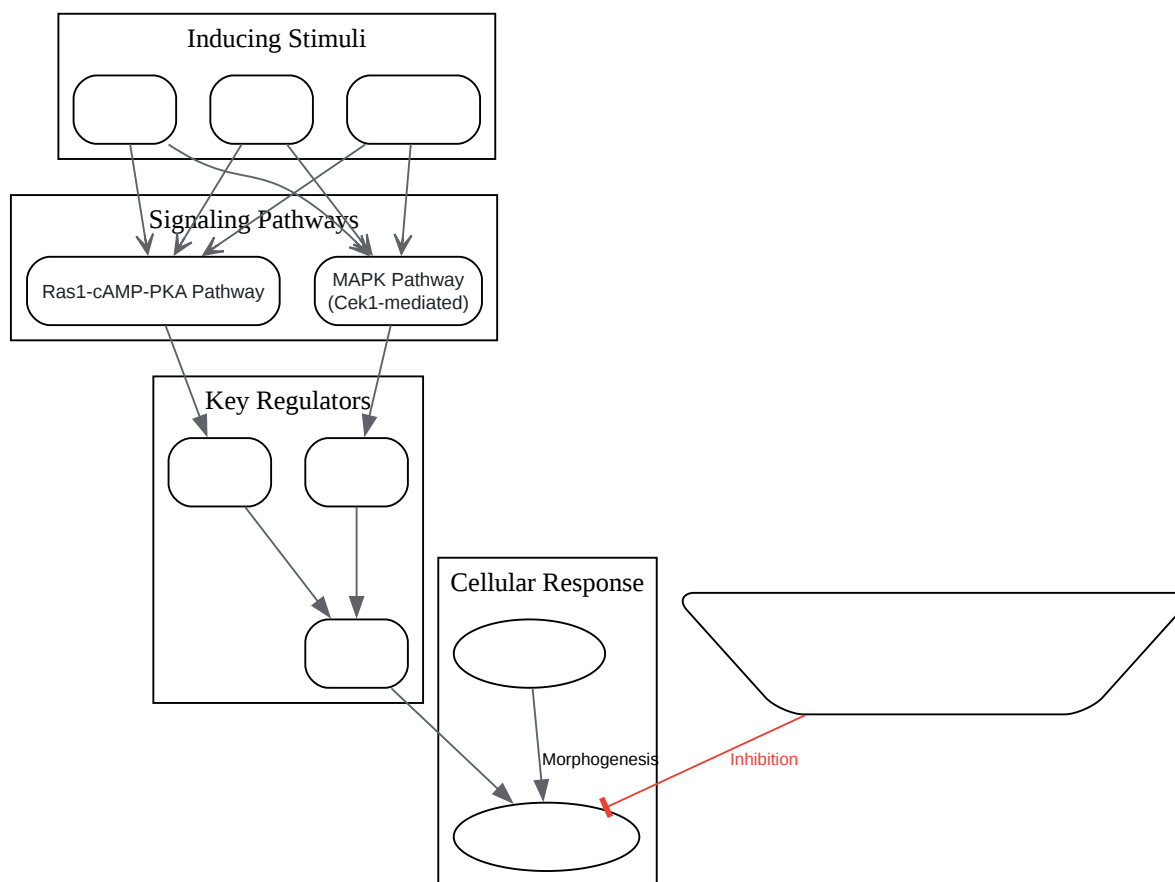 Inducing Stimuli
Signaling Pathways
Ras1-cAMP-PKA Pathway
MAPK Pathway
(Cek1-mediated)
Key Regulators
Cellular Response
Morphogenesis
Inhibition